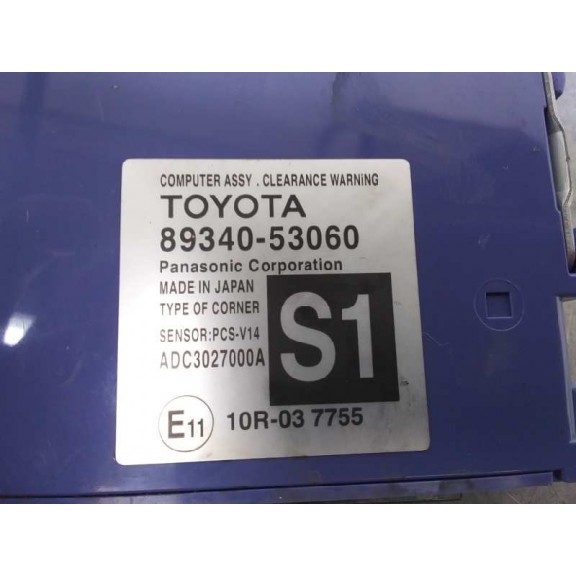 COMPUTER ASSY . CLEARANCE WARNING
TOYOTA
89340-53060
Panasonic Corporation
MADE IN JAPAN
TYPE OF CORNER
SENSOR:PCS-V14
ADC3027000A
S1
E11 10R-03 7755